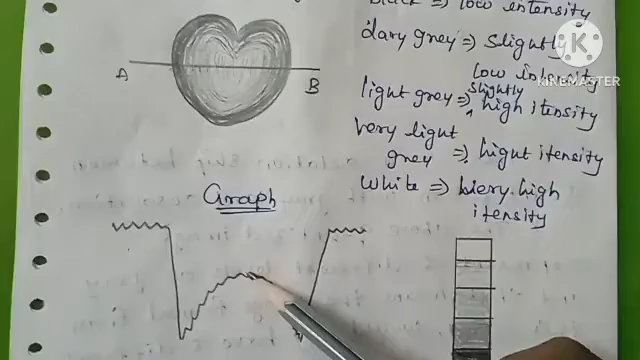 black => low intensity
dary grey => slightly
low intensity
light grey => slightly high itensity
very light
grey => hight itensity
white => hiery high
itensity
A
B
Graph
KINEMASTER